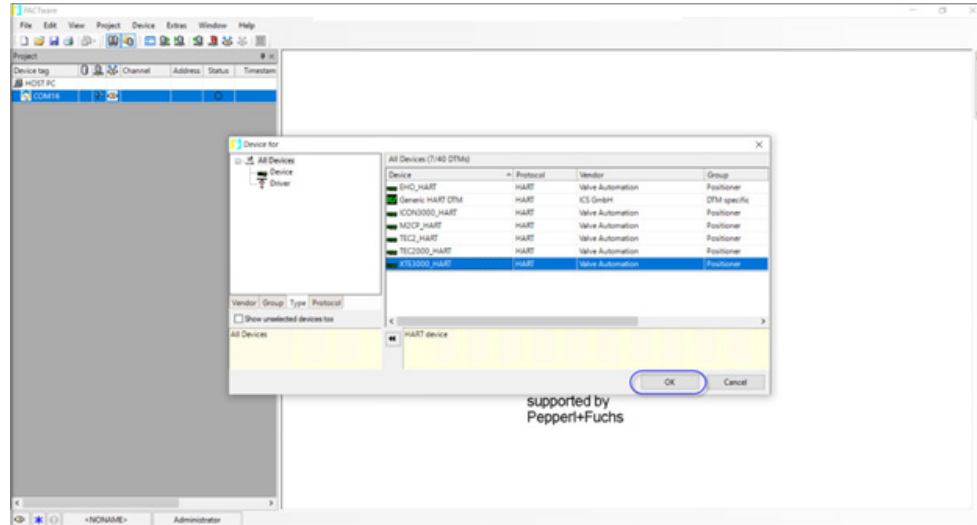 PACTware
File Edit View Project Device Extras Window Help
Project
Device tag Channel Address Status Timestam
HOST PC
COM16
Device for
All Devices
Device
Driver
All Devices (7/40 DTMs)
Device Protocol Vendor Group
EHO_HART HART Valve Automation Positioner
Generic HART DTM HART ICS GmbH DTM specific
ICON3000_HART HART Valve Automation Positioner
M2CP_HART HART Valve Automation Positioner
TEC2_HART HART Valve Automation Positioner
TEC2000_HART HART Valve Automation Positioner
XTE3000_HART HART Valve Automation Positioner
Vendor Group Type Protocol
Show unselected devices too
All Devices
HART device
OK Cancel
supported by
Pepperl+Fuchs
<NONAME> Administrator